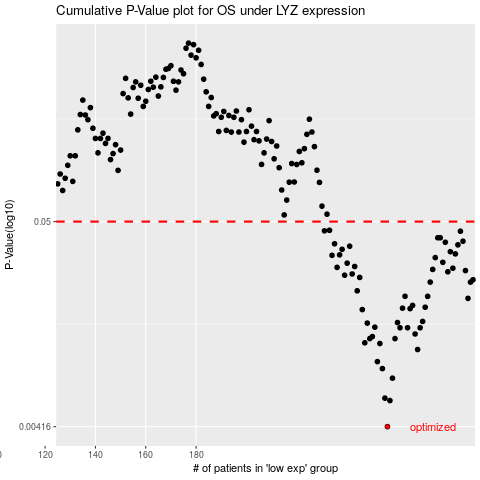 Cumulative P-Value plot for OS under LYZ expression
P-Value(log10)
0.05
0.00416
optimized
0 120 140 160 180
# of patients in 'low exp' group